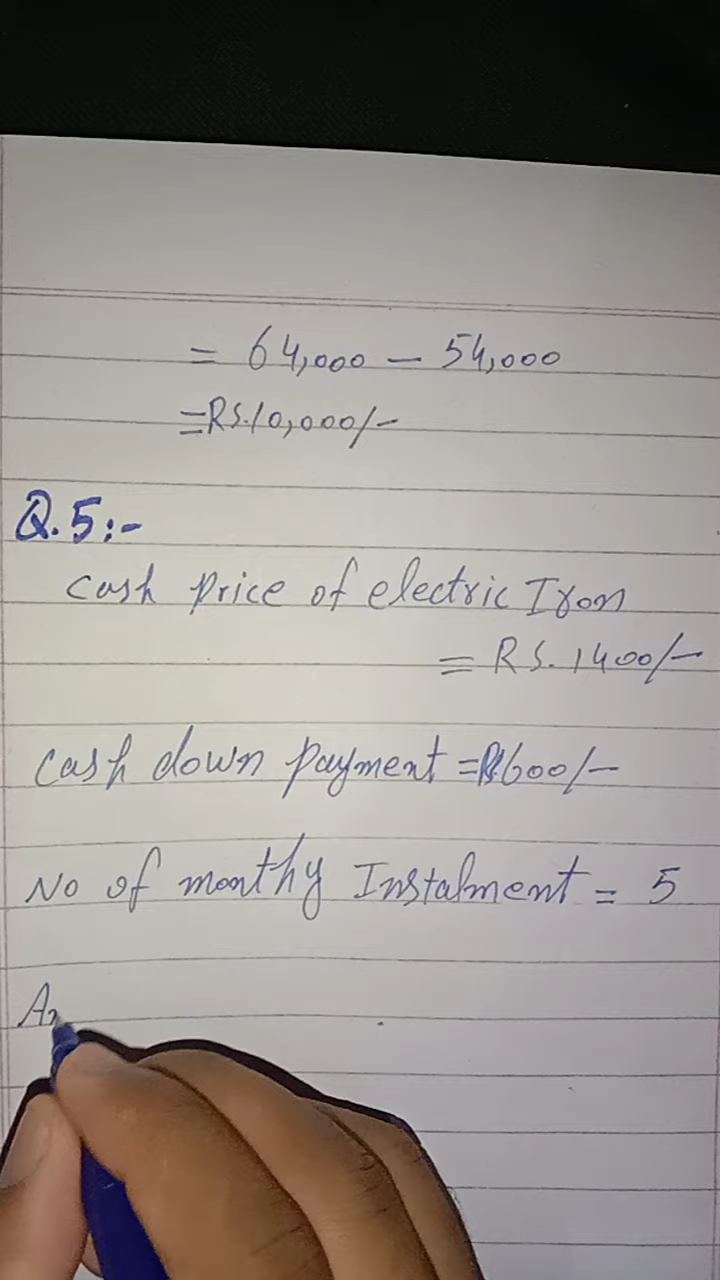 = 64,000 - 54,000
=RS.10,000/-
Q.5:-
cash price of electric Iron
= RS. 1400/-
cash down payment =Rs600/-
No of monthy Instalment = 5